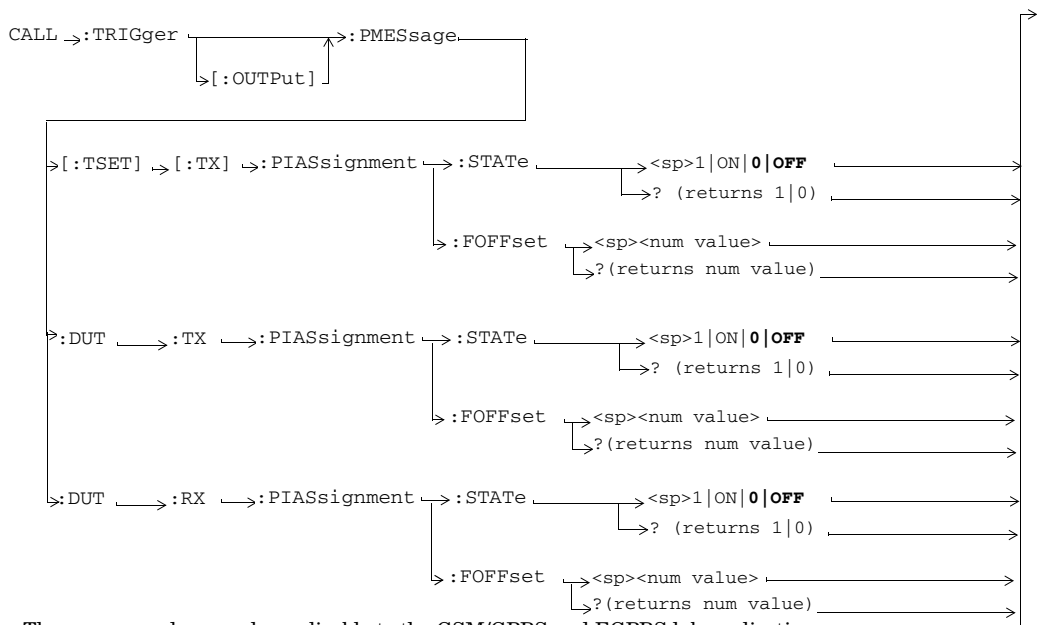 CALL :TRIGger :PMESsage
[:OUTPut]
[:TSET] [:TX] :PIASsignment :STATe <sp>1|ON|0|OFF
? (returns 1|0)
:FOFFset <sp><num value>
?(returns num value)
:DUT :TX :PIASsignment :STATe <sp>1|ON|0|OFF
? (returns 1|0)
:FOFFset <sp><num value>
?(returns num value)
:DUT :RX :PIASsignment :STATe <sp>1|ON|0|OFF
? (returns 1|0)
:FOFFset <sp><num value>
?(returns num value)